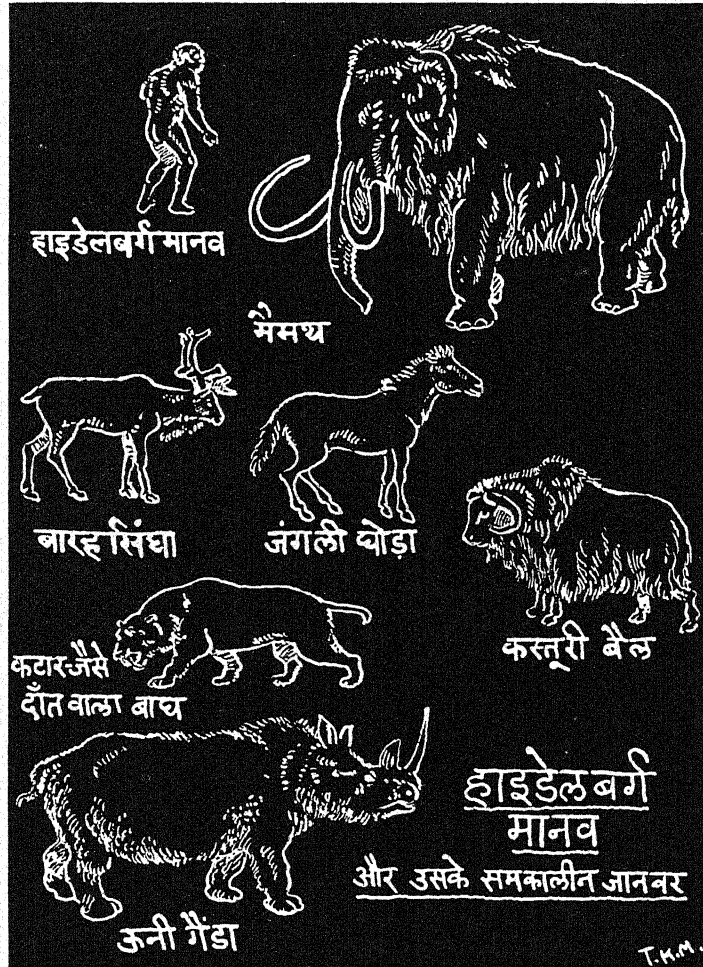 हाइडेलबर्ग मानव
मैमथ
बारहसिंघा
जंगली घोड़ा
कस्तूरी बैल
कटार-जैसे
दाँत वाला बाघ
हाइडेलबर्ग
मानव
और उसके समकालीन जानवर
ऊनी गैंडा
T.K.M.